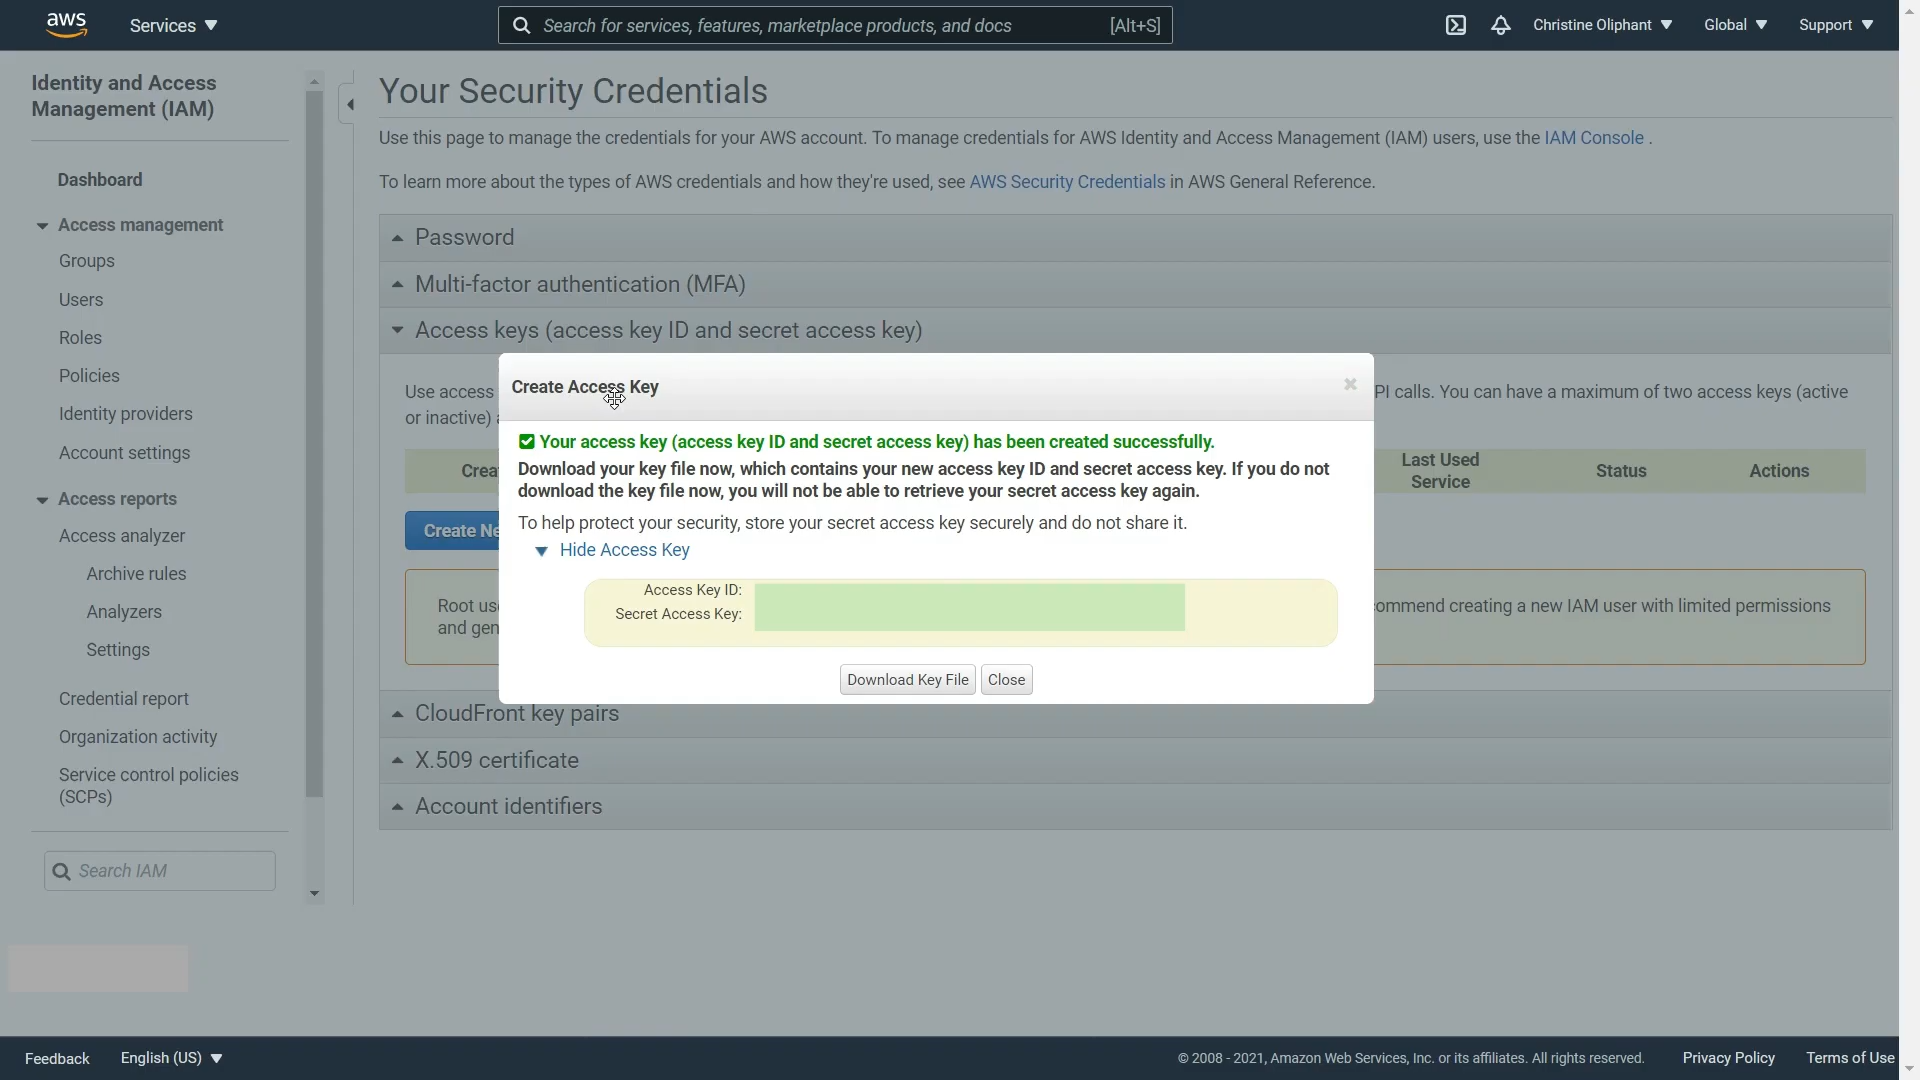 aws
Services
Search for services, features, marketplace products, and docs
[Alt+S]
Christine Oliphant
Global
Support
Identity and Access
Management (IAM)
Dashboard
Access management
Groups
Users
Roles
Policies
Identity providers
Account settings
Access reports
Access analyzer
Archive rules
Analyzers
Settings
Credential report
Organization activity
Service control policies
(SCPs)
Search IAM
Your Security Credentials
Use this page to manage the credentials for your AWS account. To manage credentials for AWS Identity and Access Management (IAM) users, use the IAM Console .
To learn more about the types of AWS credentials and how they're used, see AWS Security Credentials in AWS General Reference.
Password
Multi-factor authentication (MFA)
Access keys (access key ID and secret access key)
Use access
PI calls. You can have a maximum of two access keys (active
or inactive)
Last Used
Service
Status
Actions
Create
Root
ommend creating a new IAM user with limited permissions
and
Create Access Key
Your access key (access key ID and secret access key) has been created successfully.
Download your key file now, which contains your new access key ID and secret access key. If you do not
download the key file now, you will not be able to retrieve your secret access key again.
To help protect your security, store your secret access key securely and do not share it.
Hide Access Key
Access Key ID:
Secret Access Key:
Download Key File
Close
CloudFront key pairs
X.509 certificate
Account identifiers
Feedback
English (US)
© 2008 - 2021, Amazon Web Services, Inc. or its affiliates. All rights reserved.
Privacy Policy
Terms of Use